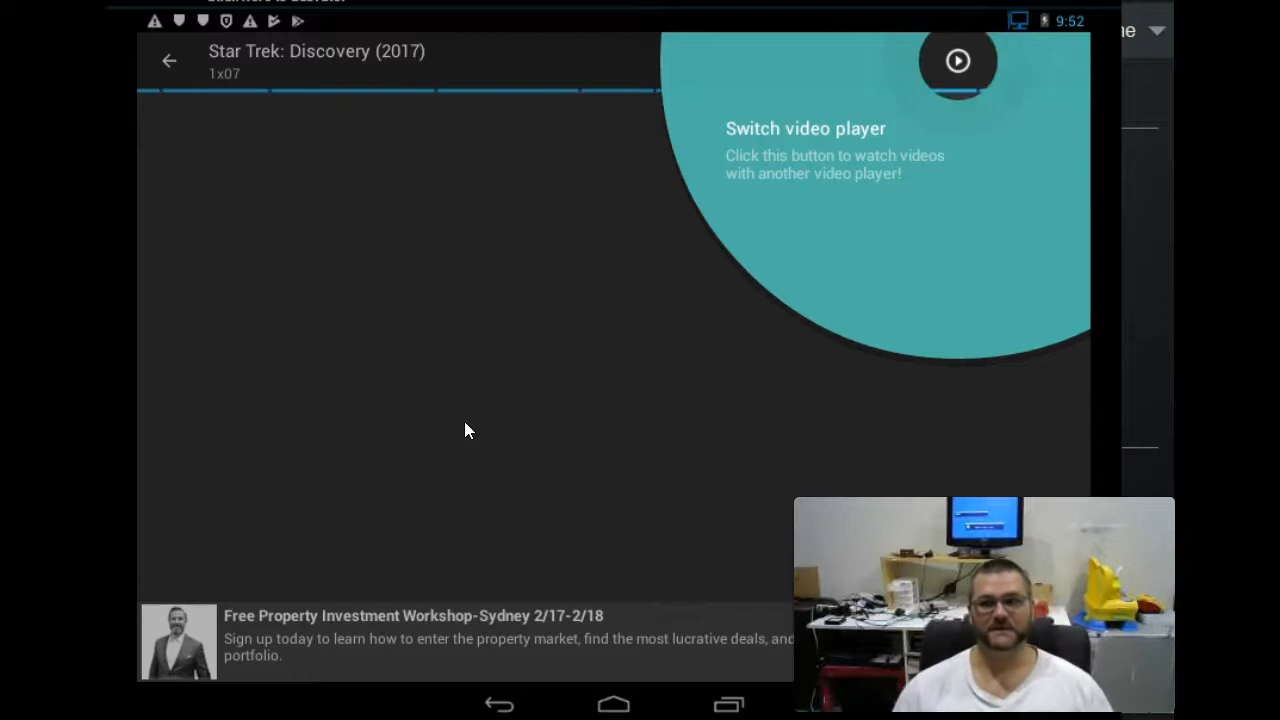 ne
9:52
Star Trek: Discovery (2017)
1x07
Switch video player
Click this button to watch videos
with another video player!
Free Property Investment Workshop-Sydney 2/17-2/18
Sign up today to learn how to enter the property market, find the most lucrative deals, and
portfolio.